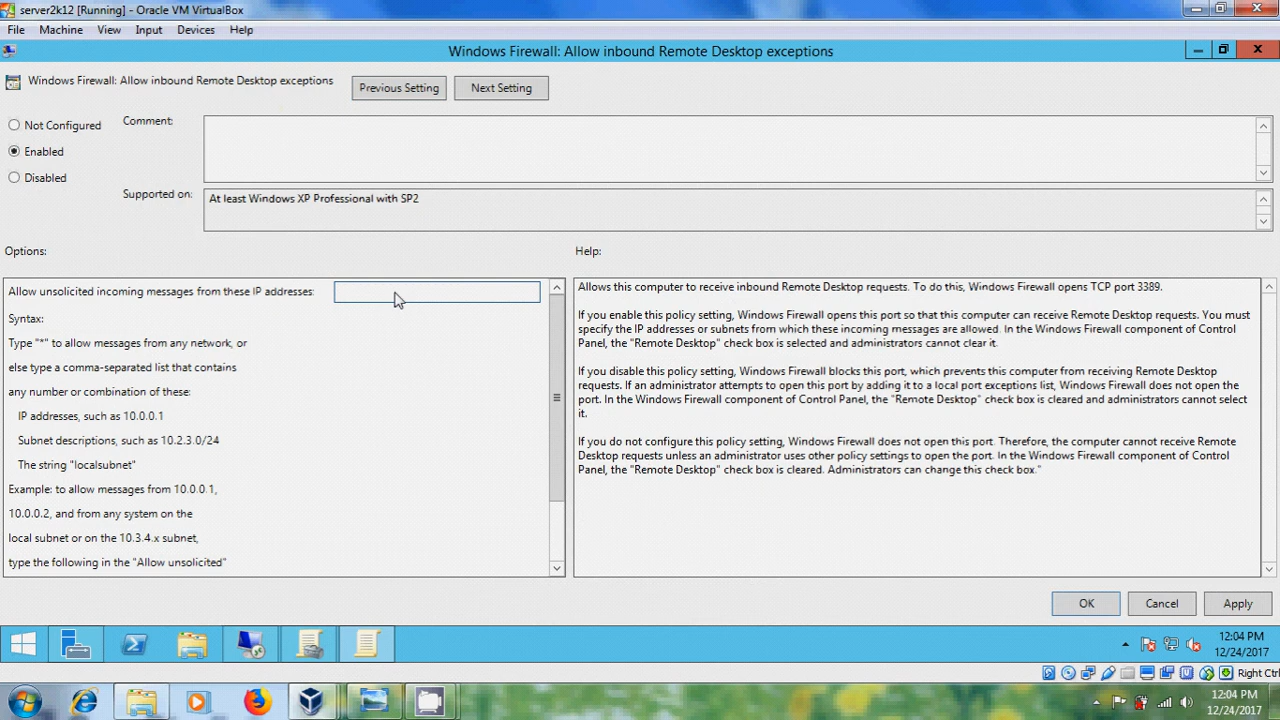 server2k12 [Running] - Oracle VM VirtualBox
File Machine View Input Devices Help
Windows Firewall: Allow inbound Remote Desktop exceptions
Windows Firewall: Allow inbound Remote Desktop exceptions
Previous Setting
Next Setting
Not Configured
Enabled
Disabled
Comment:
Supported on:
At least Windows XP Professional with SP2
Options:
Help:
Allow unsolicited incoming messages from these IP addresses:
Syntax:
Type "*" to allow messages from any network, or
else type a comma-separated list that contains
any number or combination of these:
IP addresses, such as 10.0.0.1
Subnet descriptions, such as 10.2.3.0/24
The string "localsubnet"
Example: to allow messages from 10.0.0.1,
10.0.0.2, and from any system on the
local subnet or on the 10.3.4.x subnet,
type the following in the "Allow unsolicited"
Allows this computer to receive inbound Remote Desktop requests. To do this, Windows Firewall opens TCP port 3389.
If you enable this policy setting, Windows Firewall opens this port so that this computer can receive Remote Desktop requests. You must
specify the IP addresses or subnets from which these incoming messages are allowed. In the Windows Firewall component of Control
Panel, the "Remote Desktop" check box is selected and administrators cannot clear it.
If you disable this policy setting, Windows Firewall blocks this port, which prevents this computer from receiving Remote Desktop
requests. If an administrator attempts to open this port by adding it to a local port exceptions list, Windows Firewall does not open the
port. In the Windows Firewall component of Control Panel, the "Remote Desktop" check box is cleared and administrators cannot select
it.
If you do not configure this policy setting, Windows Firewall does not open this port. Therefore, the computer cannot receive Remote
Desktop requests unless an administrator uses other policy settings to open the port. In the Windows Firewall component of Control
Panel, the "Remote Desktop" check box is cleared. Administrators can change this check box."
OK
Cancel
Apply
12:04 PM
12/24/2017
Right Ctrl
12:04 PM
12/24/2017